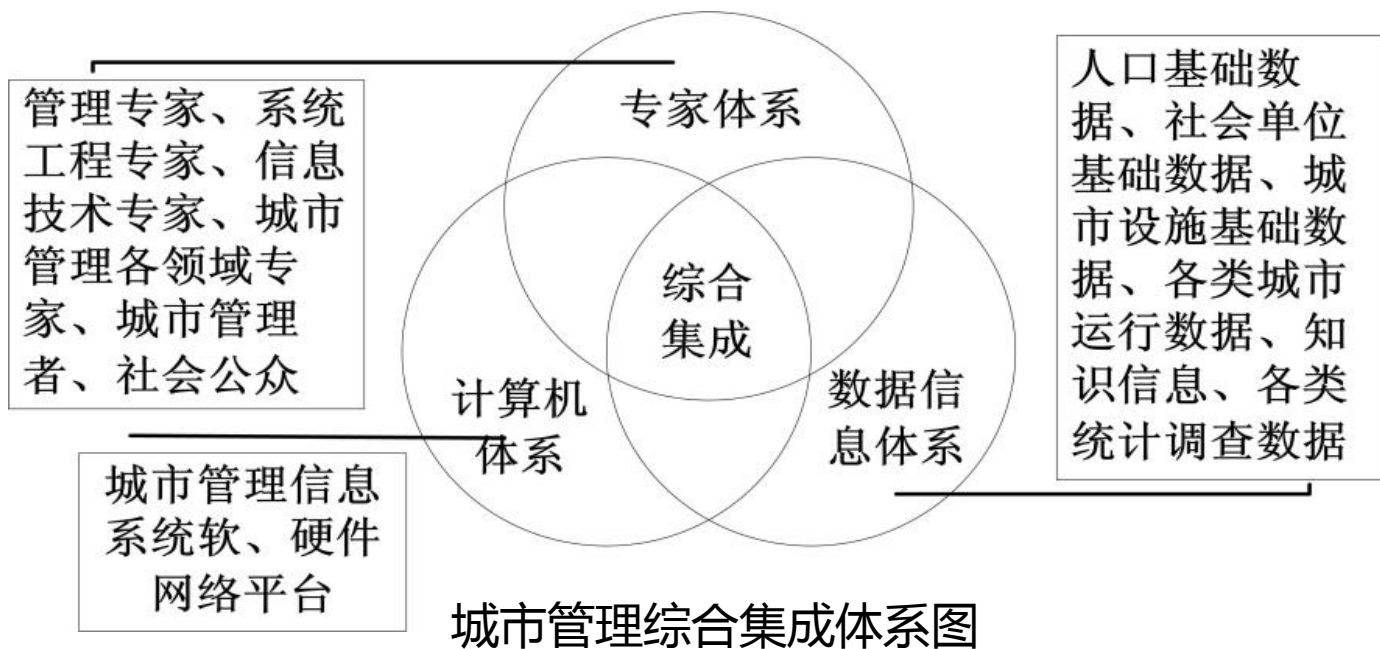 专家体系
管理专家、系统
工程专家、信息
技术专家、城市
管理各领域专
家、城市管理
者、社会公众
综合
集成
计算机
体系
数据信
息体系
人口基础数
据、社会单位
基础数据、城
市设施基础数
据、各类城市
运行数据、知
识信息、各类
统计调查数据
城市管理信息
系统软、硬件
网络平台
城市管理综合集成体系图